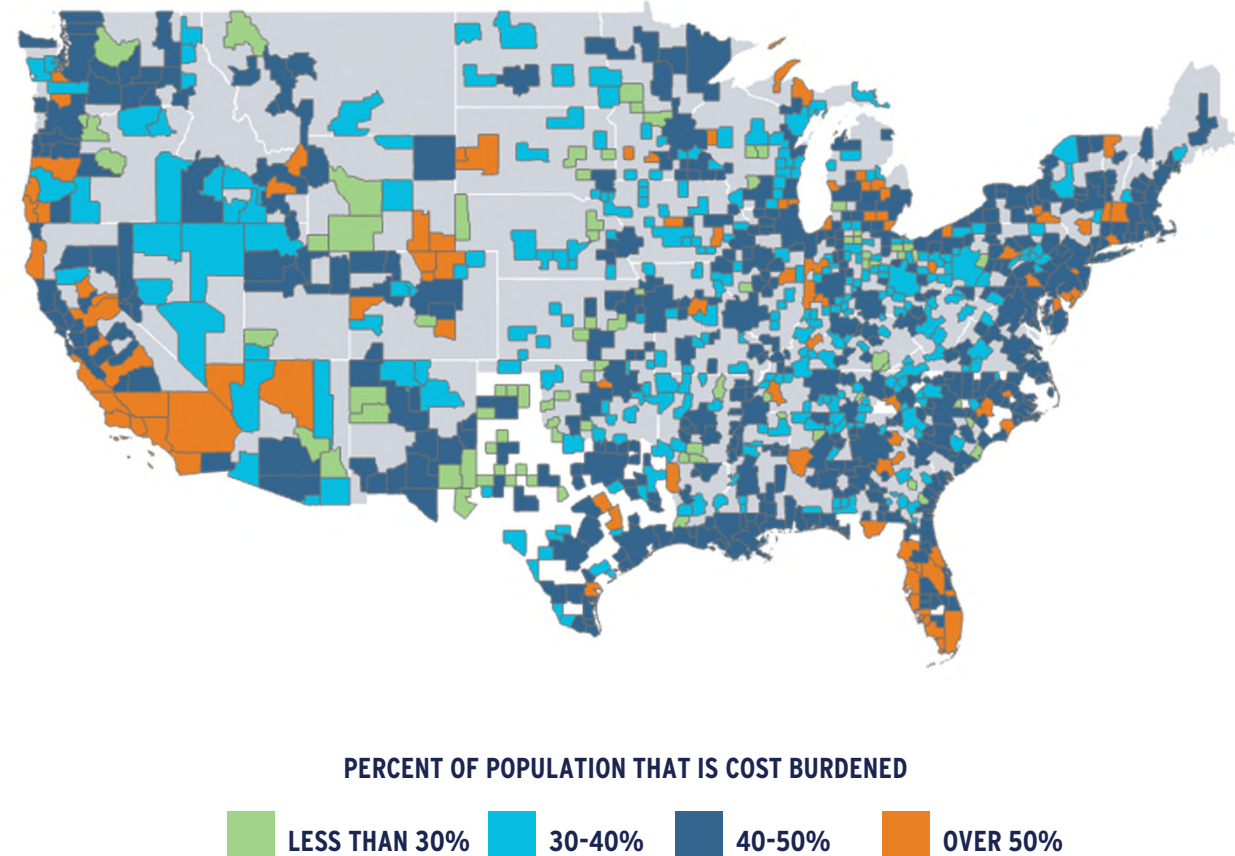 PERCENT OF POPULATION THAT IS COST BURDENED
LESS THAN 30% 30-40% 40-50% OVER 50%